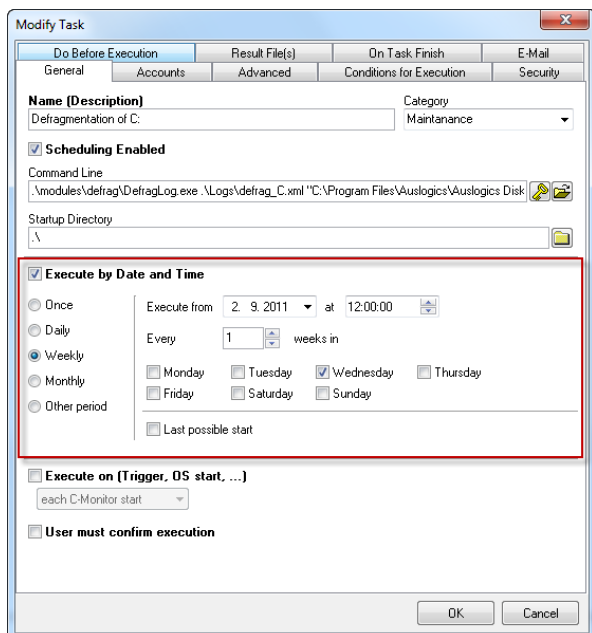 Modify Task
Do Before Execution Result File(s) On Task Finish E-Mail
General Accounts Advanced Conditions for Execution Security
Name (Description) Category
Defragmentation of C: Maintanance
Scheduling Enabled
Command Line
.\modules\defrag\DefragLog.exe .\Logs\defrag_C.xml "C:\Program Files\Auslogics\Auslogics Disk
Startup Directory
.\
Execute by Date and Time
Once Execute from 2. 9. 2011 at 12:00:00
Daily Every 1 weeks in
Weekly
Monday Tuesday Wednesday Thursday
Monthly
Friday Saturday Sunday
Other period
Last possible start
Execute on (Trigger, OS start, ...)
each C-Monitor start
User must confirm execution
OK Cancel